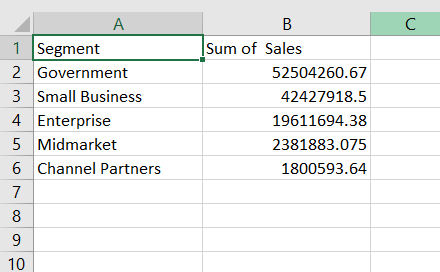 A B C
1 Segment Sum of  Sales
2 Government 52504260.67
3 Small Business 42427918.5
4 Enterprise 19611694.38
5 Midmarket 2381883.075
6 Channel Partners 1800593.64
7
8
9
10